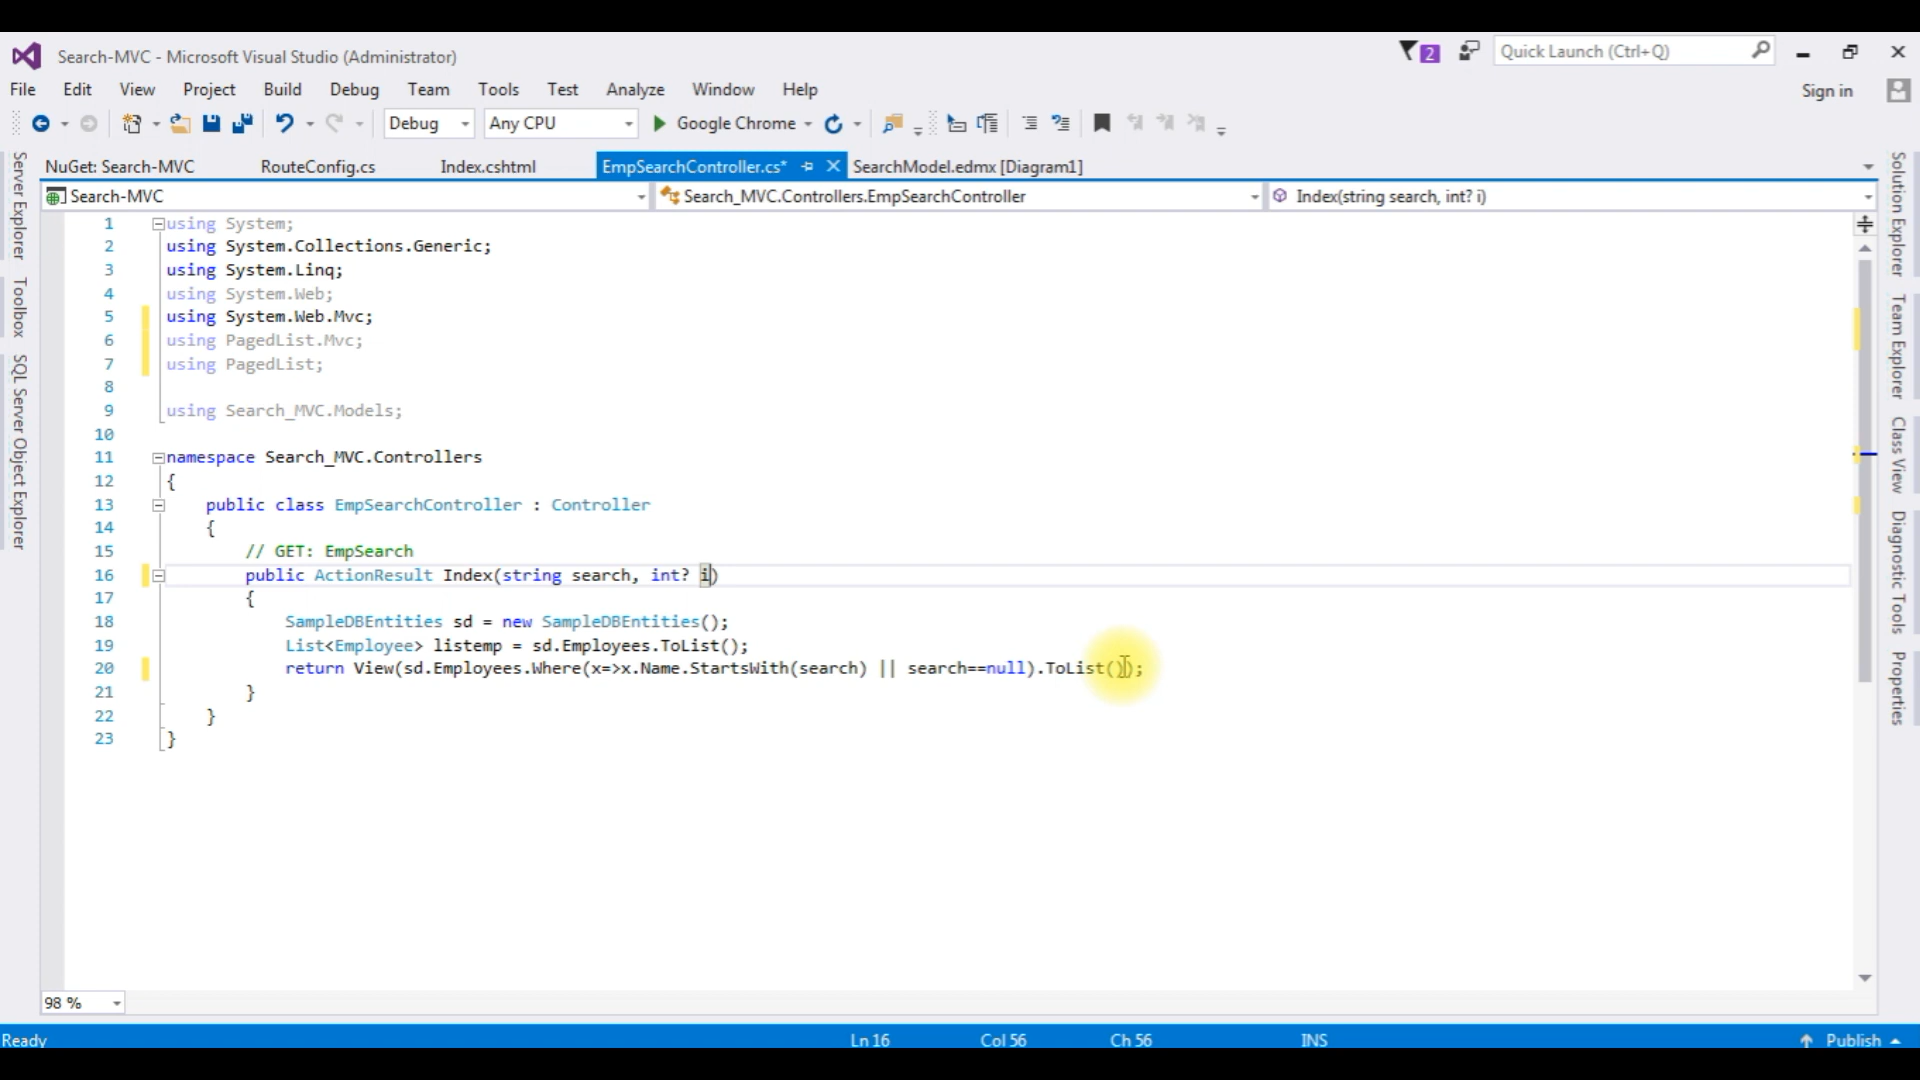 Search-MVC - Microsoft Visual Studio (Administrator)
2
Quick Launch (Ctrl+Q)
File Edit View Project Build Debug Team Tools Test Analyze Window Help
Sign in
Debug Any CPU Google Chrome
NuGet: Search-MVC RouteConfig.cs Index.cshtml EmpSearchController.cs* SearchModel.edmx [Diagram1]
Search-MVC Search_MVC.Controllers.EmpSearchController Index(string search, int? i)
Server Explorer
Toolbox
SQL Server Object Explorer
1 using System;
2 using System.Collections.Generic;
3 using System.Linq;
4 using System.Web;
5 using System.Web.Mvc;
6 using PagedList.Mvc;
7 using PagedList;
8
9 using Search_MVC.Models;
10
11 namespace Search_MVC.Controllers
12 {
13 public class EmpSearchController : Controller
14 {
15 // GET: EmpSearch
16 public ActionResult Index(string search, int? i)
17 {
18 SampleDBEntities sd = new SampleDBEntities();
19 List<Employee> listemp = sd.Employees.ToList();
20 return View(sd.Employees.Where(x=>x.Name.StartsWith(search) || search==null).ToList());
21 }
22 }
23 }
Solution Explorer
Team Explorer
Class View
Diagnostic Tools
Properties
98 %
Ready Ln 16 Col 56 Ch 56 INS Publish